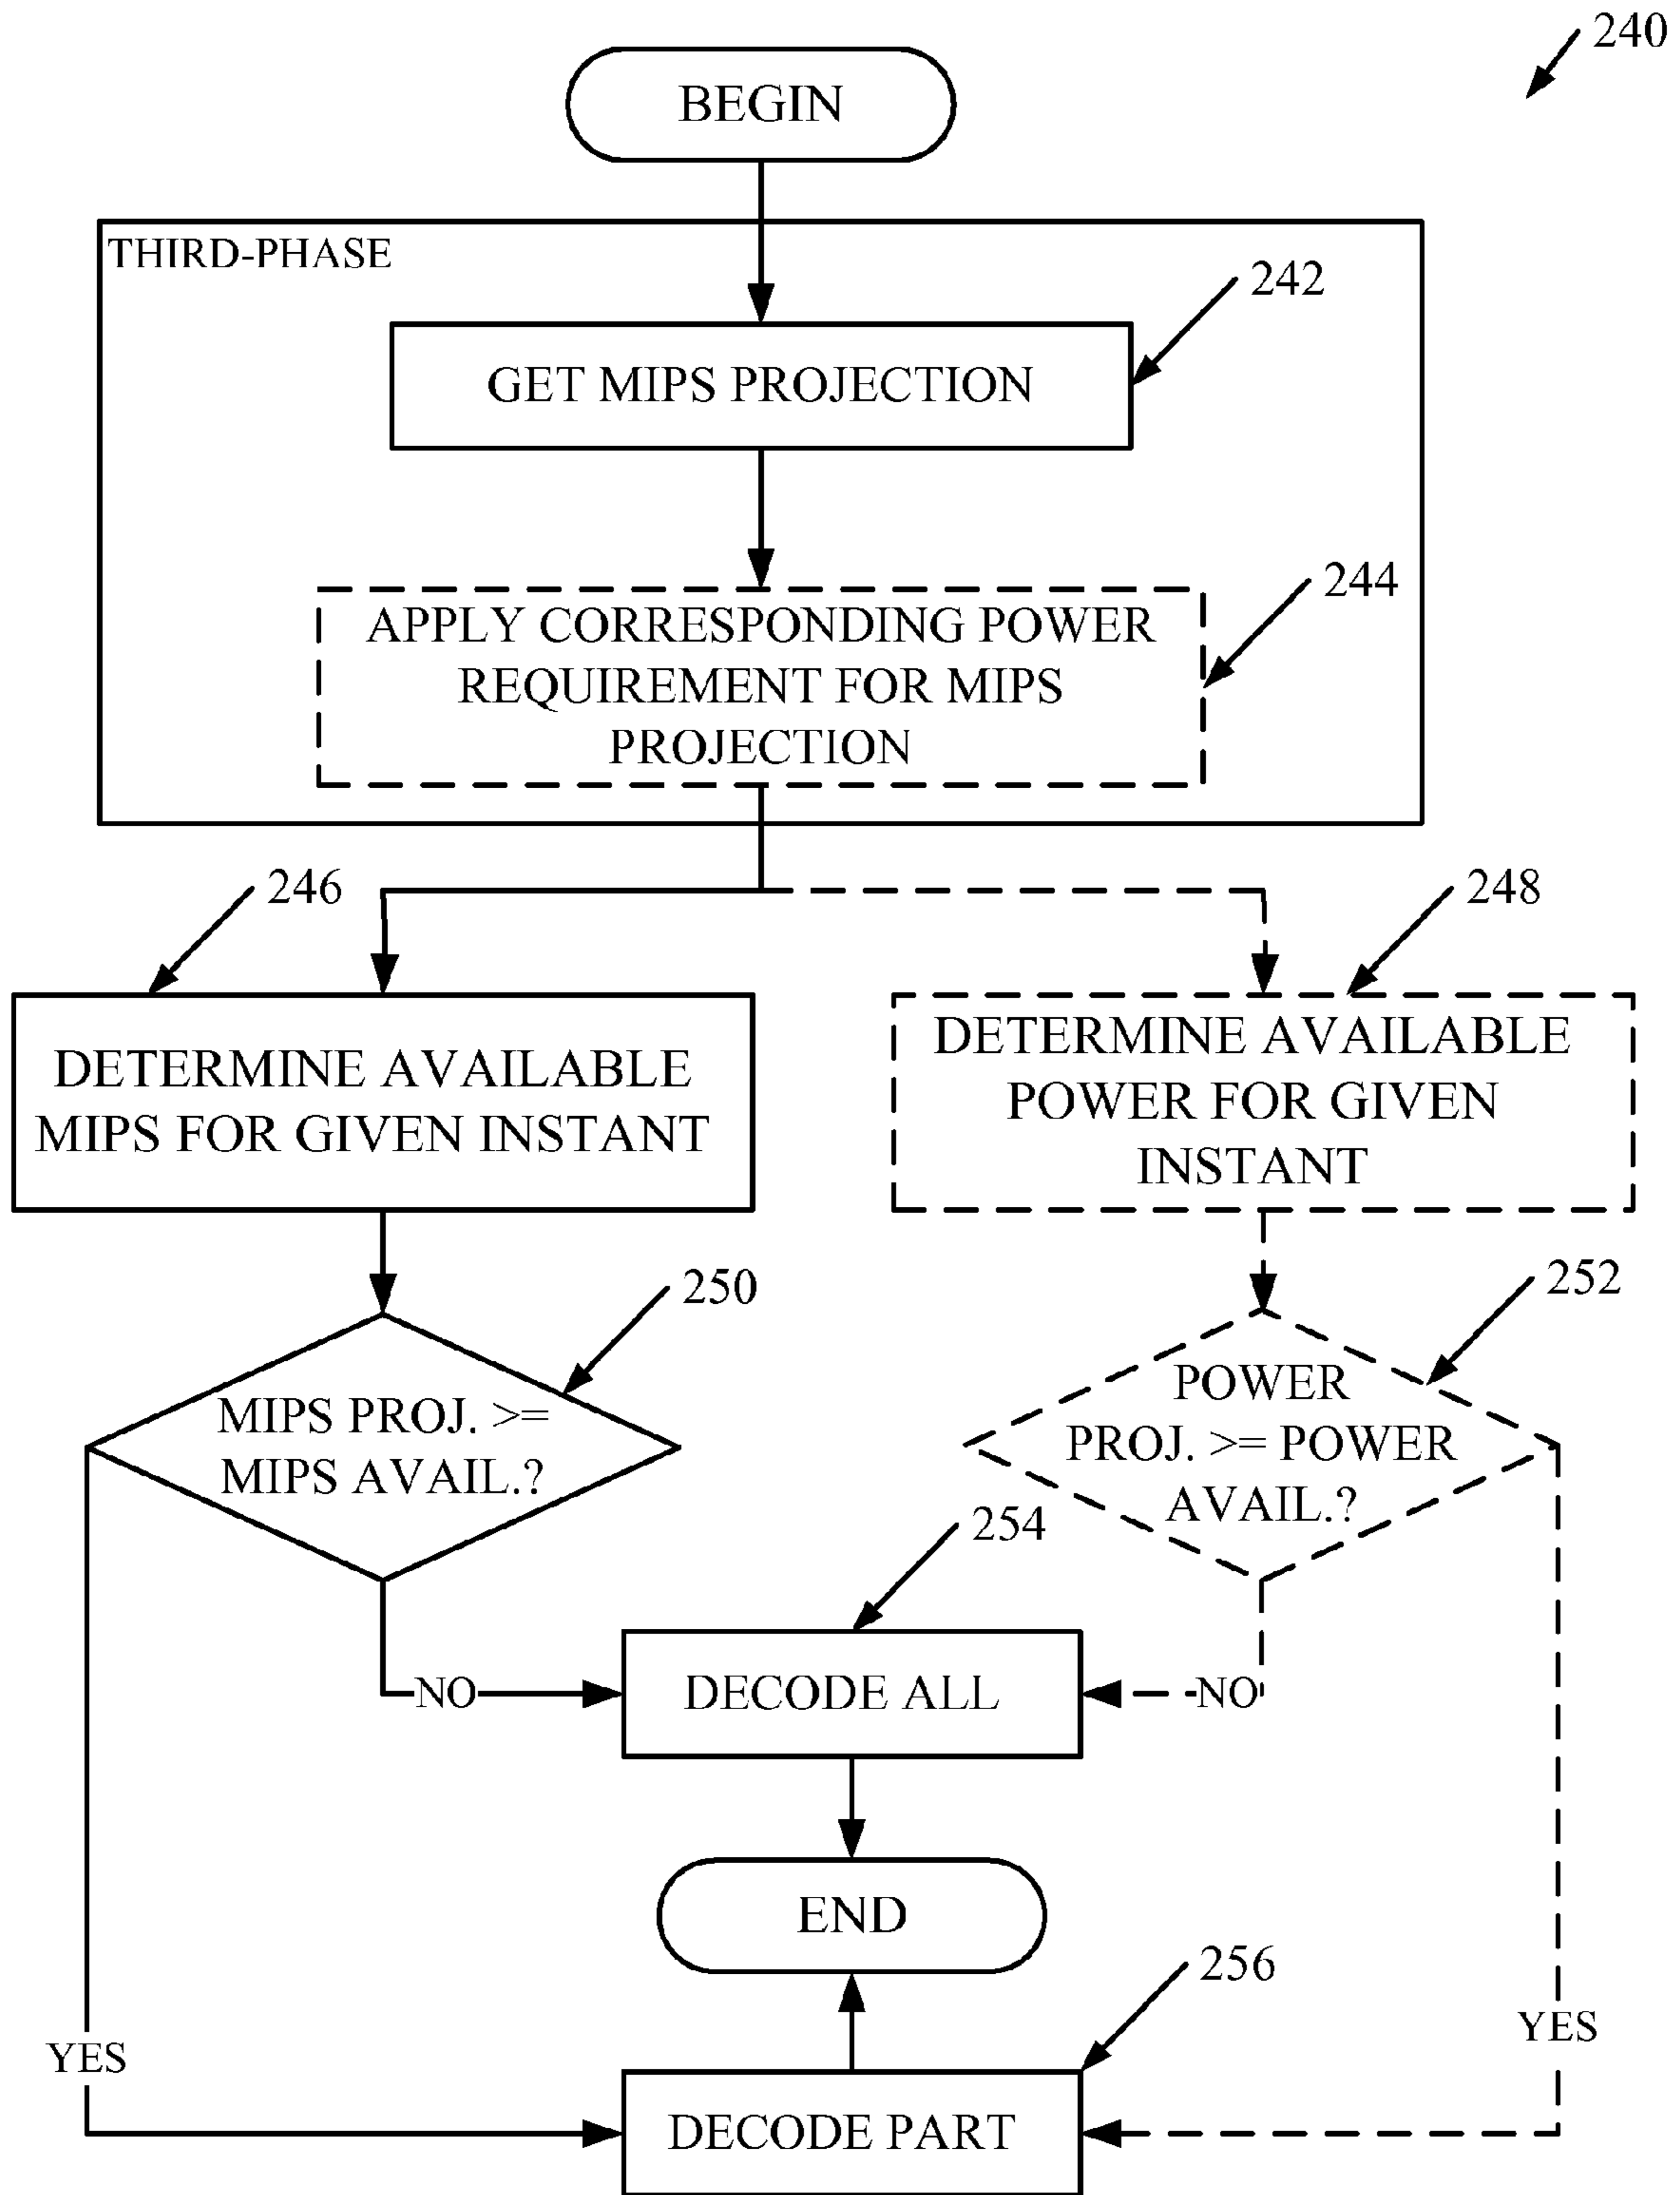 240
BEGIN
THIRD-PHASE
242
GET MIPS PROJECTION
244
APPLY CORRESPONDING POWER
REQUIREMENT FOR MIPS
PROJECTION
246
248
DETERMINE AVAILABLE
MIPS FOR GIVEN INSTANT
DETERMINE AVAILABLE
POWER FOR GIVEN
INSTANT
250
252
MIPS PROJ. >=
MIPS AVAIL.?
POWER
PROJ. >= POWER
AVAIL.?
254
NO
DECODE ALL
NO
END
256
YES
YES
DECODE PART